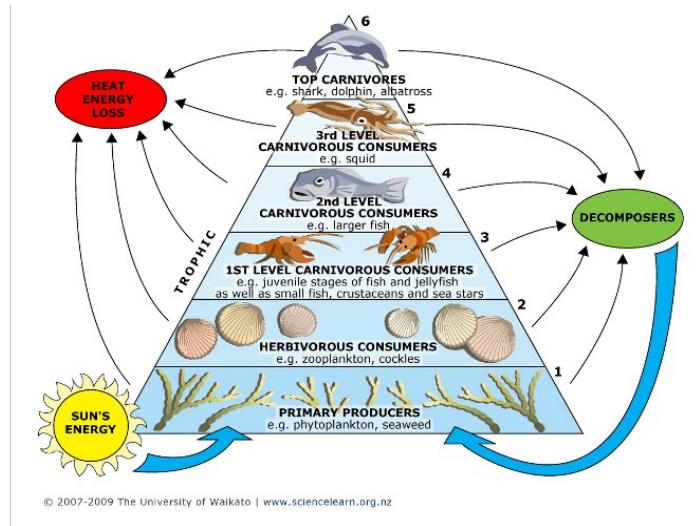 6
TOP CARNIVORES
e.g. shark, dolphin, albatross
HEAT
ENERGY
LOSS
5
3rd LEVEL
CARNIVOROUS CONSUMERS
e.g. squid
4
2nd LEVEL
CARNIVOROUS CONSUMERS
e.g. larger fish
DECOMPOSERS
3
TROPHIC
1ST LEVEL CARNIVOROUS CONSUMERS
e.g. juvenile stages of fish and jellyfish
as well as small fish, crustaceans and sea stars
2
HERBIVOROUS CONSUMERS
e.g. zooplankton, cockles
1
SUN'S
ENERGY
PRIMARY PRODUCERS
e.g. phytoplankton, seaweed
© 2007-2009 The University of Waikato | www.sciencelearn.org.nz